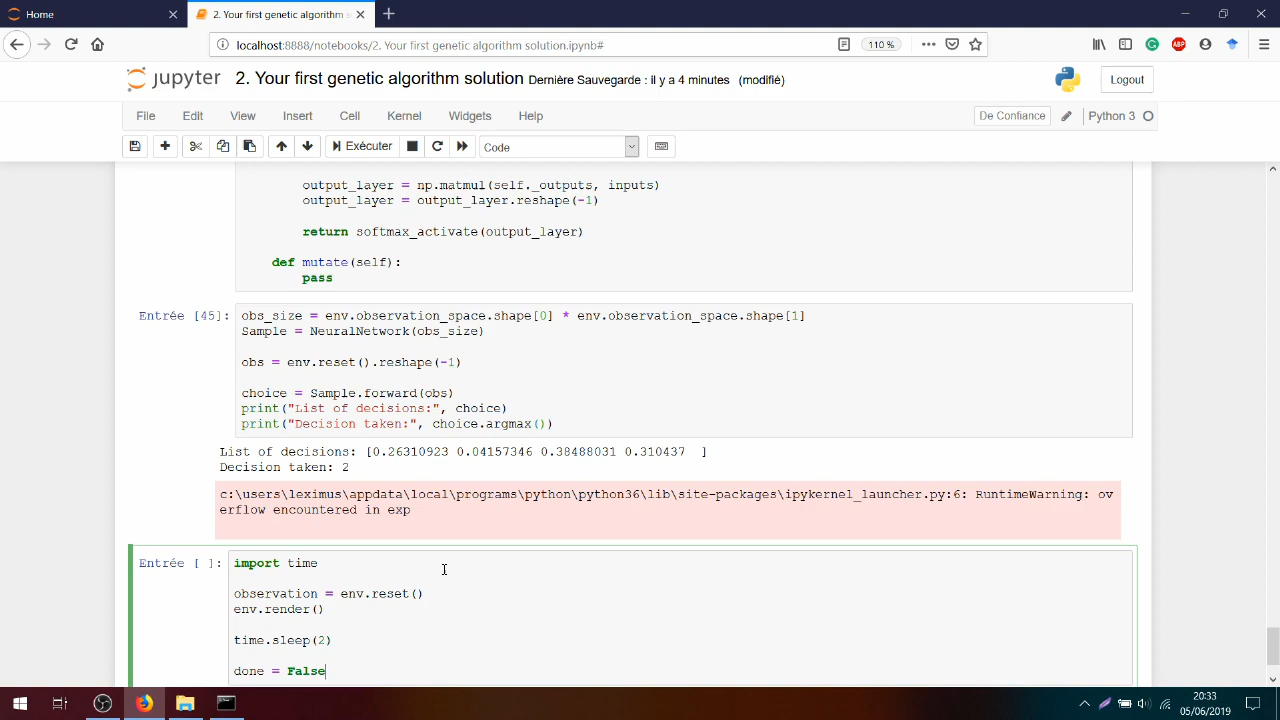 Home
2. Your first genetic algorithm s
localhost:8888/notebooks/2. Your first genetic algorithm solution.ipynb#
110 %
ABP
jupyter 2. Your first genetic algorithm solution Dernière Sauvegarde : il y a 4 minutes (modifié)
Logout
File Edit View Insert Cell Kernel Widgets Help
De Confiance
Python 3
Exécuter
Code
output_layer = np.matmul(self._outputs, inputs)
output_layer = output_layer.reshape(-1)
return softmax_activate(output_layer)
def mutate(self):
pass
Entrée [45]:
obs_size = env.observation_space.shape[0] * env.observation_space.shape[1]
Sample = NeuralNetwork(obs_size)
obs = env.reset().reshape(-1)
choice = Sample.forward(obs)
print("List of decisions:", choice)
print("Decision taken:", choice.argmax())
List of decisions: [0.26310923 0.04157346 0.38488031 0.310437 ]
Decision taken: 2
c:\users\leximus\appdata\local\programs\python\python36\lib\site-packages\ipykernel_launcher.py:6: RuntimeWarning: ov
erflow encountered in exp
Entrée [ ]:
import time
observation = env.reset()
env.render()
time.sleep(2)
done = False
20:33
05/06/2019